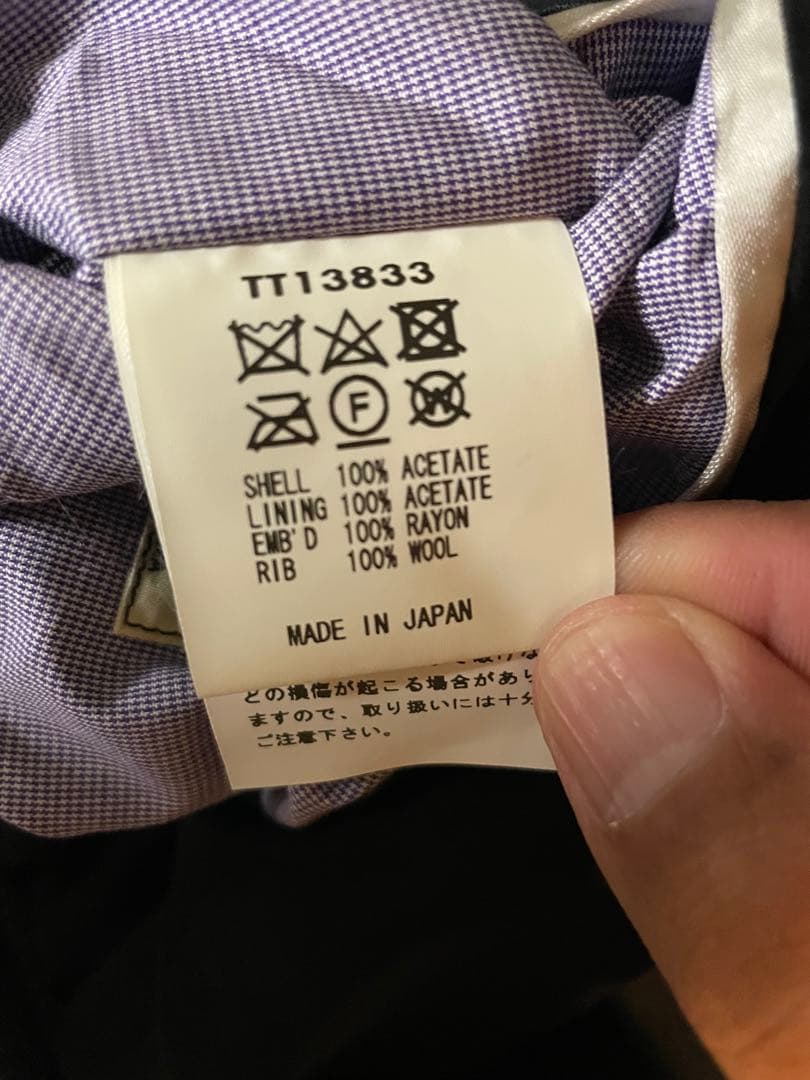 TT13833
F
W
SHELL 100% ACETATE
LINING 100% ACETATE
EMB'D 100% RAYON
RIB 100% WOOL
MADE IN JAPAN
どの損傷が起こる場合があり
ますので、取り扱いには十分
ご注意下さい。